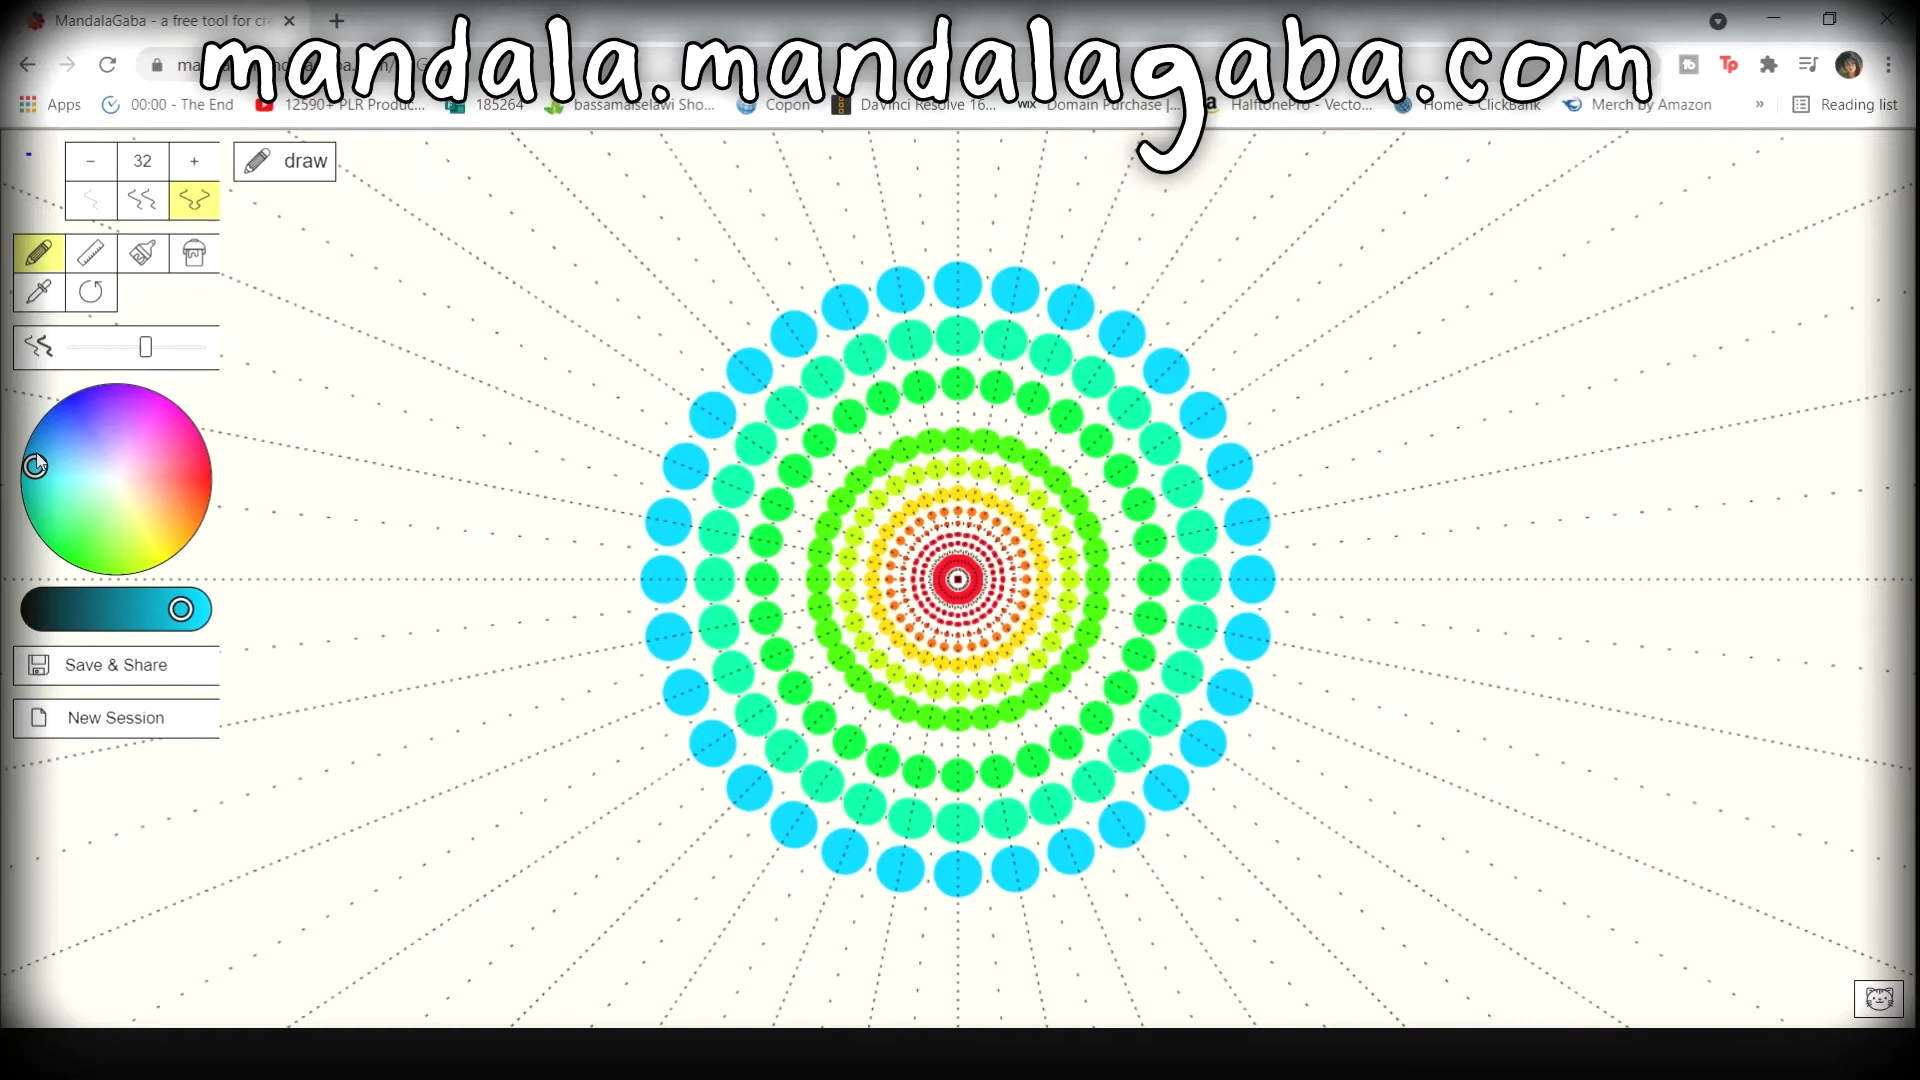 MandalaGaba - a free tool for cre
mandala.mandalagaba.com
Apps
00:00 - The End
12590+ PLR Produc...
185264
bassamalselawi Sho...
Copon
DaVinci Resolve 16...
WIX Domain Purchase |...
HalftonePro - Vecto...
Home - ClickBank
Merch by Amazon
»
Reading list
- 32 +
draw
Save & Share
New Session